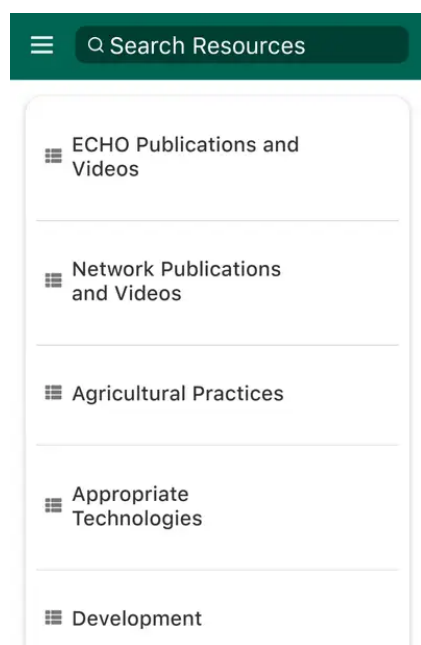 Search Resources
ECHO Publications and
Videos
Network Publications
and Videos
Agricultural Practices
Appropriate
Technologies
Development